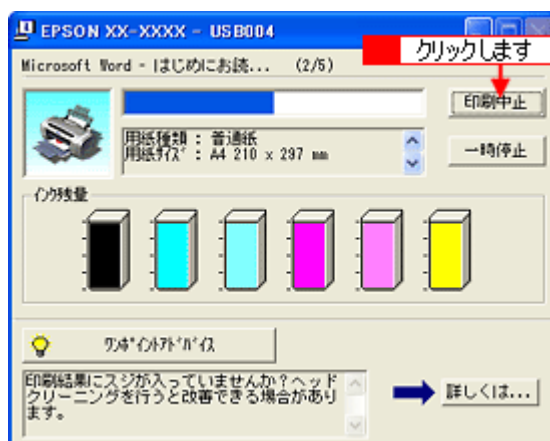 EPSON XX-XXXX - USB004
クリックします
Microsoft Word - はじめにお読... (2/5)
印刷中止
用紙種類 : 普通紙
用紙ｻｲｽﾞ : A4 210 x 297 mm
一時停止
ｲﾝｸ残量
ﾜﾝﾎﾟｲﾝﾄｱﾄﾞﾊﾞｲｽ
印刷結果にスジが入っていませんか？ヘッド
クリーニングを行うと改善できる場合があり
ます。
詳しくは...